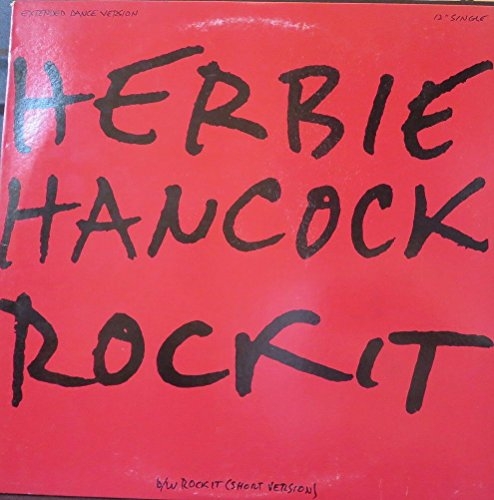 EXTENDED DANCE VERSION 12" SINGLE
HERBIE
HANCOCK
ROCKIT
b/w ROCKIT (SHORT VERSION)